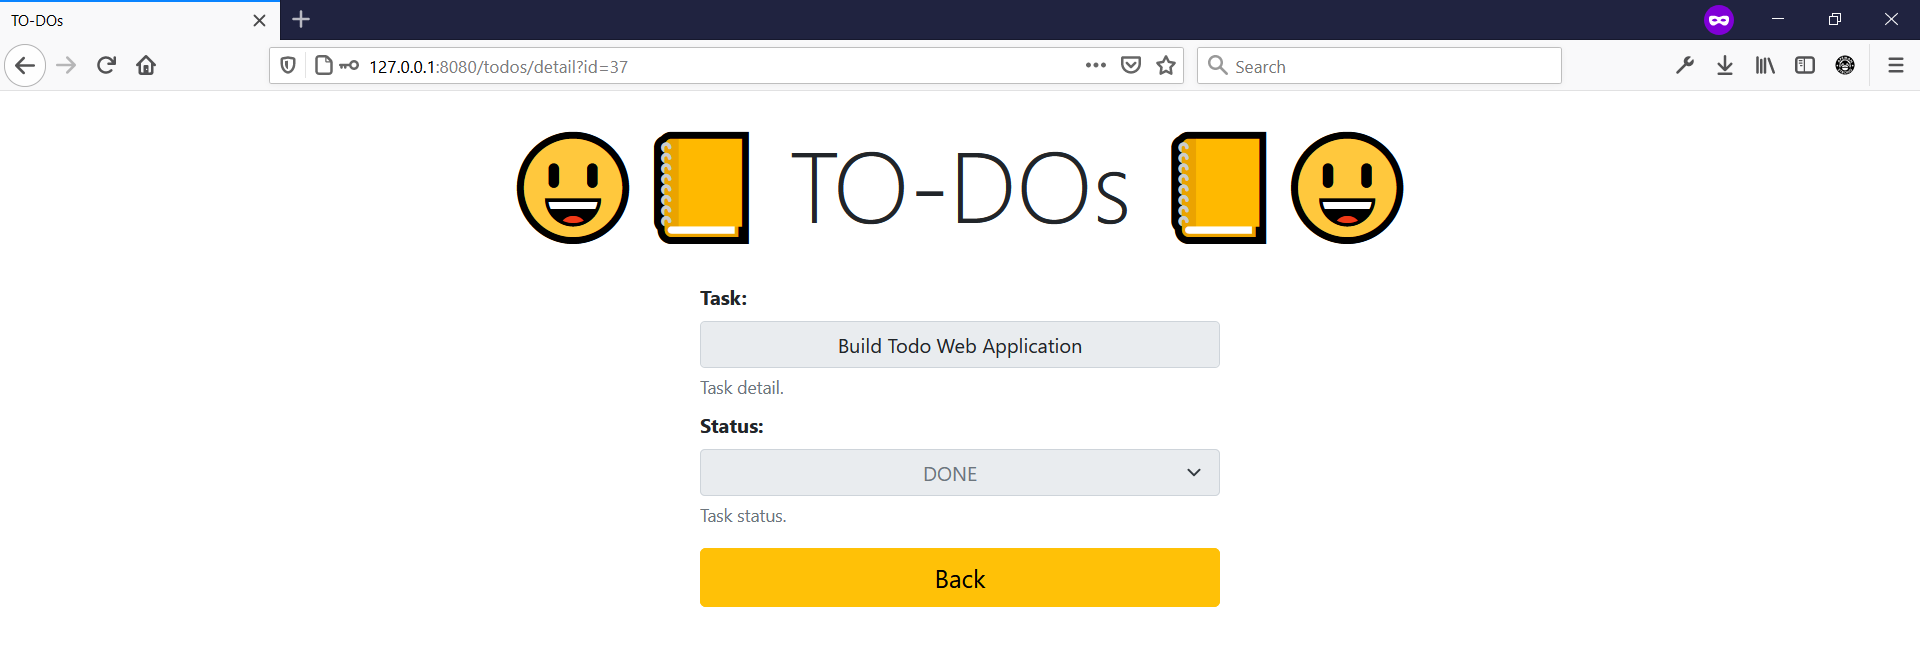 TO-DOs
127.0.0.1:8080/todos/detail?id=37
Search
TO-DOs
Task:
Build Todo Web Application
Task detail.
Status:
DONE
Task status.
Back